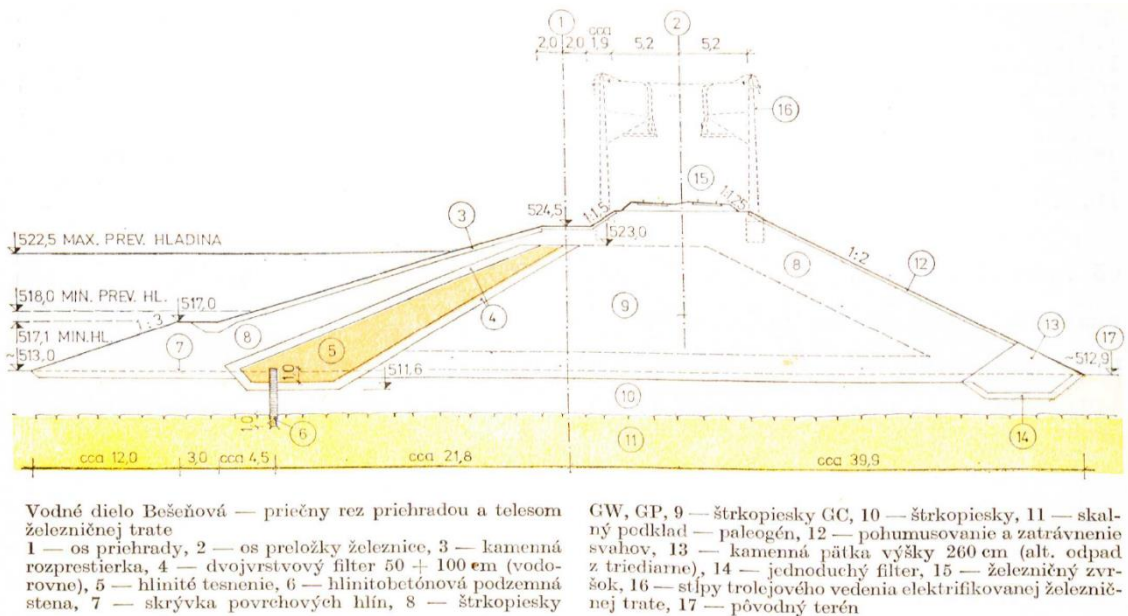 1
2
cca
2,0 2,0 1,9 5,2 5,2
16
15
3
524,5
1:1,5
1:1,25
523,0
522,5 MAX. PREV. HLADINA
8
1:2
12
4
9
518,0 MIN. PREV. HL.
517,0
1:3
13
17
517,1 MIN.HL.
8
7
5
~512,9
~
513,0
1,0
511,6
10
1,0
6
11
14
cca 12,0 3,0 cca 4,5 21,8 cca 39,9
Vodné dielo Bešeňová — priečny rez priehradou a telesom
železničnej trate
1 — os priehrady, 2 — os preložky železnice, 3 — kamenná
rozprestierka, 4 — dvojvrstvový filter 50 + 100 cm (vodo-
rovne), 5 — hlinité tesnenie, 6 — hlinitobetónová podzemná
stena, 7 — skrývka povrchových hlín, 8 — štrkopiesky
GW, GP, 9 — štrkopiesky GC, 10 — štrkopiesky, 11 — skal-
ný podklad — paleogén, 12 — pohumusovanie a zatrávnenie
svahov, 13 — kamenná pätka výšky 260 cm (alt. odpad
z triediarne), 14 — jednoduchý filter, 15 — železničný zvr-
šok, 16 — stĺpy trolejového vedenia elektrifikovanej železnič-
nej trate, 17 — pôvodný terén